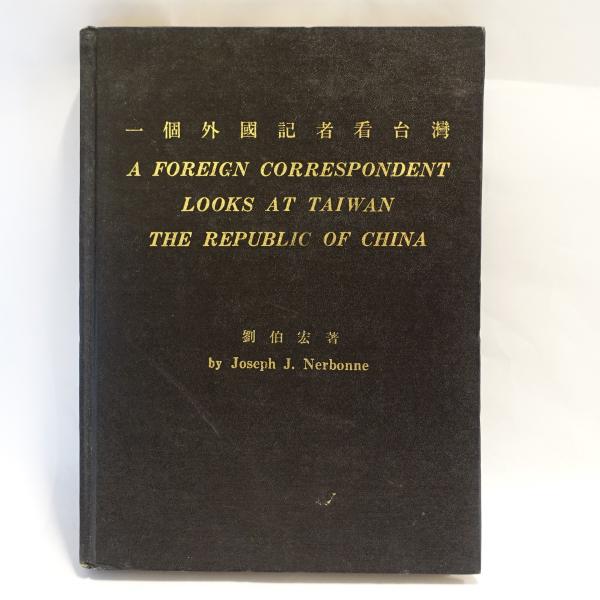 一個外國記者看台灣
A FOREIGN CORRESPONDENT
LOOKS AT TAIWAN
THE REPUBLIC OF CHINA
劉伯宏著
by Joseph J. Nerbonne